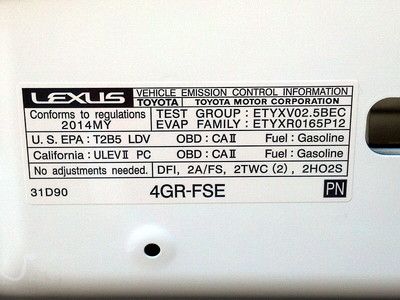 LEXUS VEHICLE EMISSION CONTROL INFORMATION
TOYOTA TOYOTA MOTOR CORPORATION
Conforms to regulations TEST GROUP : ETYXV02.5BEC
2014MY EVAP FAMILY : ETYXR0165P12
U.S. EPA : T2B5 LDV OBD : CAⅡ Fuel : Gasoline
California : ULEVⅡ PC OBD : CAⅡ Fuel : Gasoline
No adjustments needed. DFI, 2A/FS, 2TWC (2) , 2HO2S
31D90 4GR-FSE PN